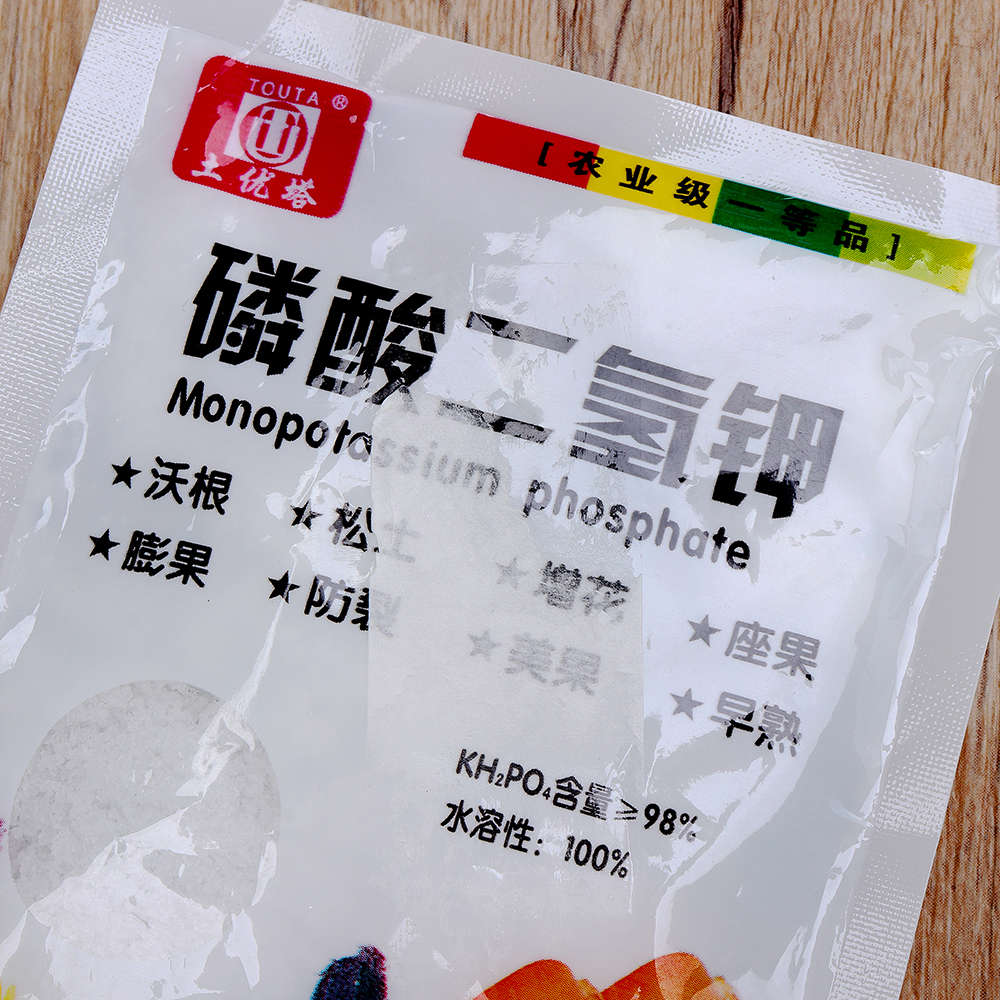 TOUTA ®
土优塔
[农业级一等品]
磷酸二氢钾
Monopotassium phosphate
★沃根 ★松土 ★增花 ★座果
★膨果 ★防裂 ★美果 ★早熟
KH₂PO₄含量≥98%
水溶性：100%